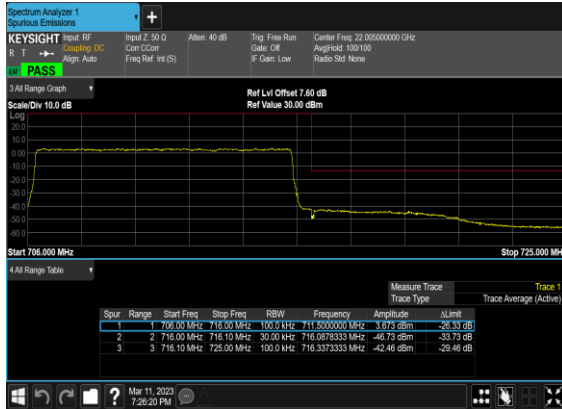 Spectrum Analyzer 1
Spurious Emissions
KEYSIGHT Input: RF Input Z: 50 Ω Atten: 40 dB Trig: Free Run Center Freq: 22.005000000 GHz
R T Coupling: DC Corr CCorr Gate: Off Avg|Hold: 100/100
Align: Auto Freq Ref: Int (S) IF Gain: Low Radio Std: None
PASS
3 All Range Graph Ref Lvl Offset 7.60 dB
Scale/Div 10.0 dB Ref Value 30.00 dBm
Log
20.0
10.0
0.00
-10.0
-20.0
-30.0
-40.0
-50.0
-60.0
Start 706.000 MHz Stop 725.000 MH
4 All Range Table
Measure Trace Trace 1
Trace Type Trace Average (Active)
Spur Range Start Freq Stop Freq RBW Frequency Amplitude ΔLimit
1 1 706.00 MHz 716.00 MHz 100.0 kHz 711.5000000 MHz 3.673 dBm -26.33 dB
2 2 716.00 MHz 716.10 MHz 30.00 kHz 716.0878333 MHz -46.73 dBm -33.73 dB
3 3 716.10 MHz 725.00 MHz 100.0 kHz 716.3373333 MHz -42.46 dBm -29.46 dB
? Mar 11, 2023
7:26:20 PM